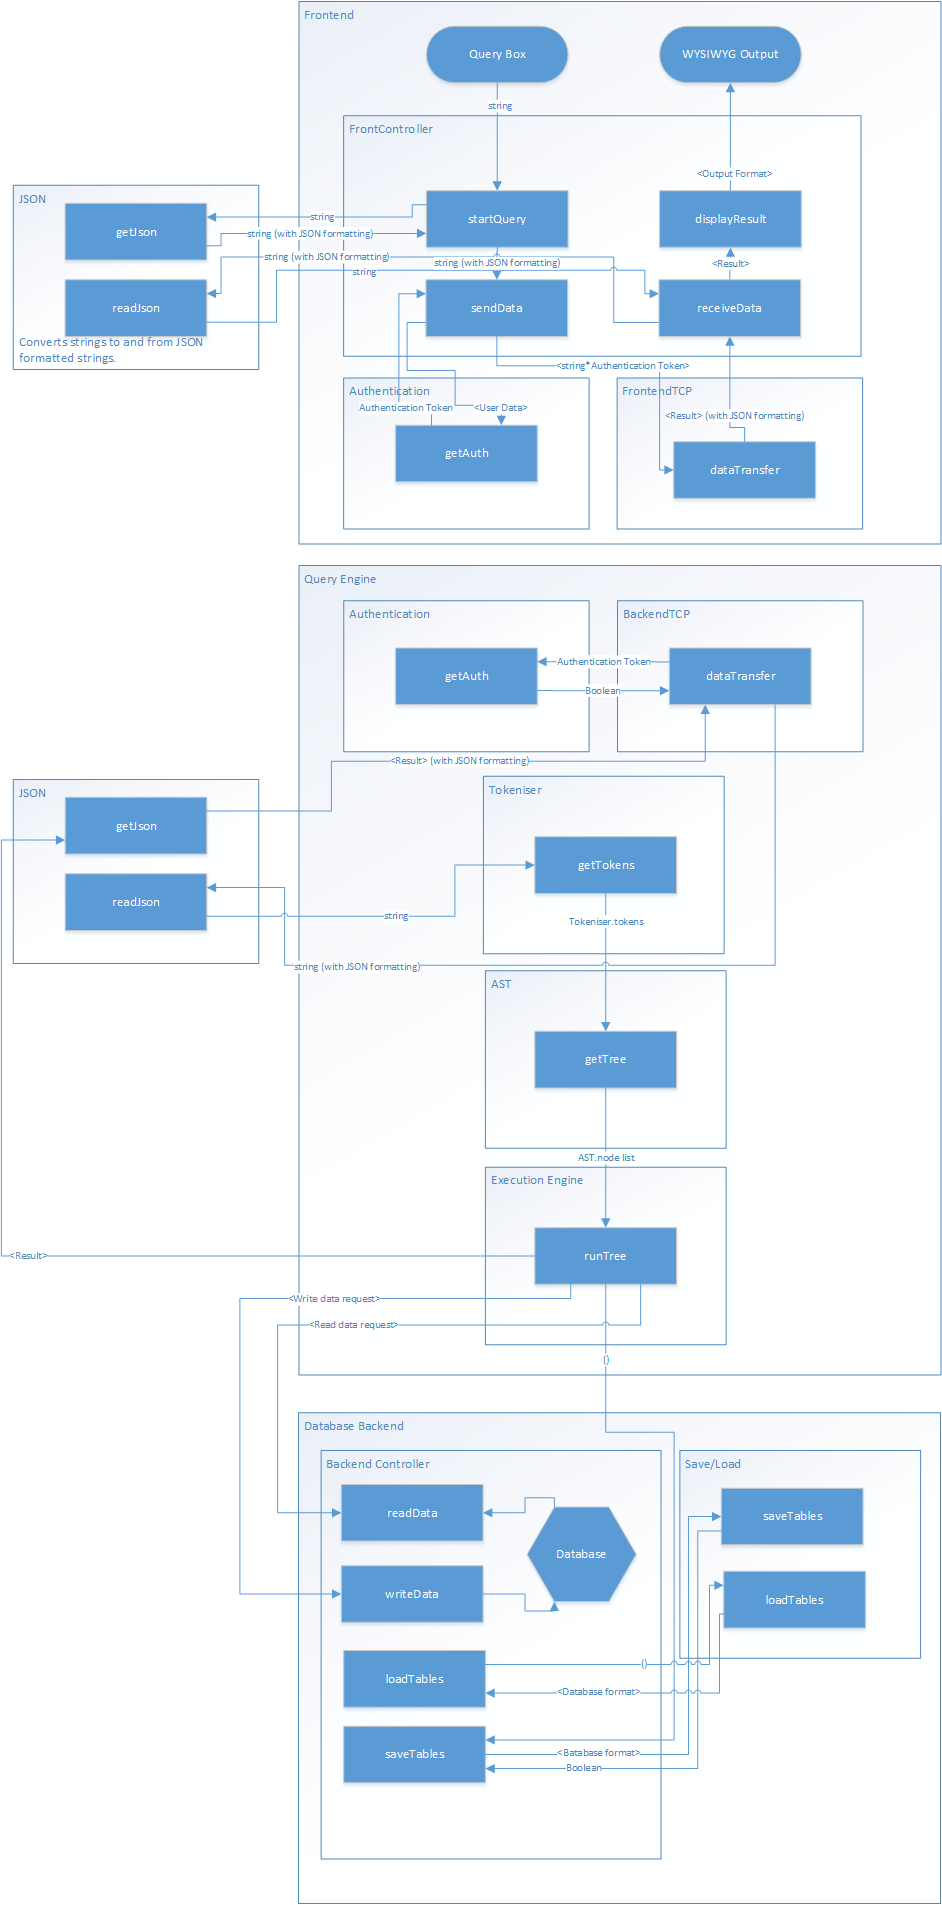 Frontend
Query Box
WYSIWYG Output
string
FrontController
<Output Format>
JSON
getJson
string
startQuery
displayResult
string (with JSON formatting)
string (with JSON formatting)
string (with JSON formatting)
<Result>
string
readJson
sendData
receiveData
Converts strings to and from JSON
formatted strings.
<string*Authentication Token>
Authentication
FrontendTCP
Authentication Token
<User Data>
<Result> (with JSON formatting)
getAuth
dataTransfer
Query Engine
Authentication
BackendTCP
getAuth
Authentication Token
dataTransfer
Boolean
<Result> (with JSON formatting)
JSON
Tokeniser
getJson
getTokens
readJson
string
Tokeniser.tokens
string (with JSON formatting)
AST
getTree
AST.node list
Execution Engine
runTree
<Result>
<Write data request>
<Read data request>
()
Database Backend
Backend Controller
Save/Load
readData
saveTables
Database
writeData
loadTables
loadTables
()
<Database format>
saveTables
<Batabase format>
Boolean